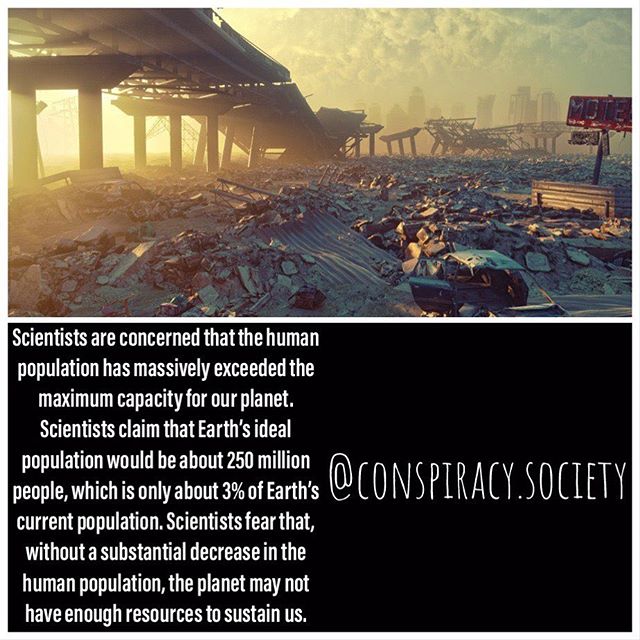 MOTE
Scientists are concerned that the human
population has massively exceeded the
maximum capacity for our planet.
Scientists claim that Earth's ideal
population would be about 250 million
people, which is only about 3% of Earth's
current population. Scientists fear that,
without a substantial decrease in the
human population, the planet may not
have enough resources to sustain us.
@CONSPIRACY.SOCIETY